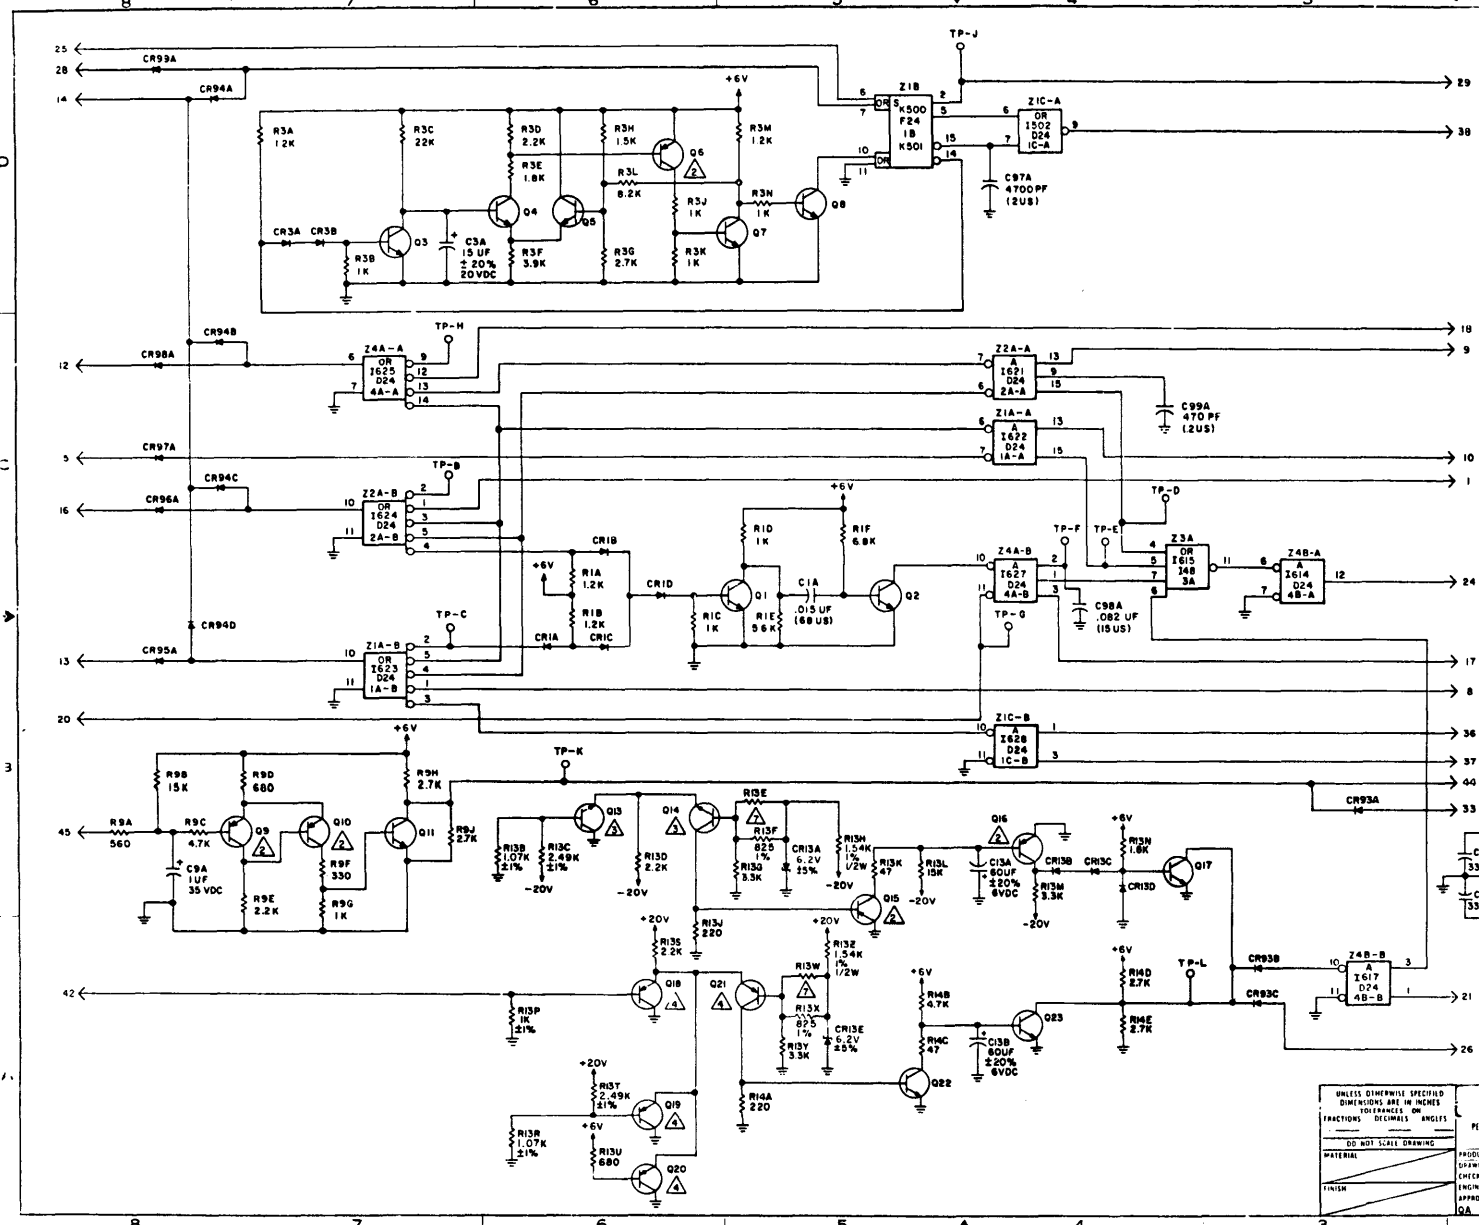 8 7 6 5 4 3
25
28
14
CR99A
CR94A
TP-J
29
38
+6V
R3A
12K
R3C
22K
R3D
2.2K
R3E
1.8K
R3H
1.5K
R3L
8.2K
Q6
2
R3M
1.2K
R3J
1K
R3N
1K
Q3
Q4
Q5
Q7
Q8
CR3A CR3B
R3B
1K
C3A
15 UF
± 20%
20VDC
+
R3F
3.9K
R3G
2.7K
R3K
1K
Z1B
6
7
OR
S
K500
F24
1B
K501
OR
10
11
2
5
15
14
Z1C-A
6
7
OR
I502
D24
1C-A
9
C97A
4700PF
(2US)
D
CR94B
TP-H
12
CR98A
Z4A-A
6
7
OR
I625
D24
4A-A
9
12
13
14
18
9
Z2A-A
7
6
A
I621
D24
2A-A
13
9
15
C99A
470 PF
(.2US)
Z1A-A
6
7
A
I622
D24
1A-A
13
15
10
1
5
CR97A
CR94C
TP-B
16
CR96A
Z2A-B
10
11
OR
I624
D24
2A-B
2
1
3
5
4
CR1B
+6V
R1A
1.2K
R1B
1.2K
CR1A
CR1C
CR1D
R1C
1K
Q1
R1D
1K
R1E
56K
C1A
.015 UF
(68 US)
+6V
R1F
6.8K
Q2
Z4A-B
10
11
A
I627
D24
4A-B
2
1
3
TP-F
TP-E
TP-D
TP-G
C98A
.082 UF
(15US)
Z3A
4
5
7
6
OR
I615
I48
3A
11
Z4B-A
6
7
A
I614
D24
4B-A
12
24
CR94D
TP-C
13
CR95A
Z1A-B
10
11
OR
I623
D24
1A-B
2
5
4
1
3
17
8
20
Z1C-B
10
11
A
I628
D24
1C-B
1
3
36
37
44
33
CR93A
+6V
TP-K
R9B
15K
R9D
680
R9H
2.7K
45
R9A
560
R9C
4.7K
Q9
2
Q10
2
Q11
R9J
2.7K
+
C9A
1UF
35 VDC
R9E
2.2K
R9F
330
R9G
1K
Q13
3
Q14
3
R13B
1.07K
±1%
R13C
2.49K
±1%
-20V
R13D
2.2K
-20V
R13E
7
R13F
825
1%
R13G
3.3K
CR13A
6.2V
±5%
R13H
1.54K
1%
1/2W
-20V
R13K
47
R13L
15K
-20V
Q15
2
R13J
220
Q16
2
C13A
60UF
±20%
6VDC
+
CR13B CR13C
R13M
3.3K
-20V
+6V
R13N
1.8K
CR13D
Q17
+20V
R13S
2.2K
Q18
4
Q21
4
42
R13P
1K
±1%
R13W
7
R13X
825
1%
R13Y
3.3K
+20V
R13Z
1.54K
1%
1/2W
CR13E
6.2V
±5%
+6V
R14B
4.7K
R14C
47
Q22
R14A
220
C13B
60UF
±20%
6VDC
+
Q23
+6V
R14D
2.7K
R14E
2.7K
TP-L
CR93B
CR93C
Z4B-B
10
11
A
I617
D24
4B-B
3
1
21
26
+20V
R13T
2.49K
±1%
Q19
4
R13R
1.07K
±1%
+6V
R13U
680
Q20
4
UNLESS OTHERWISE SPECIFIED
DIMENSIONS ARE IN INCHES
TOLERANCES ON
FRACTIONS DECIMALS ANGLES
DO NOT SCALE DRAWING
MATERIAL
FINISH
QA
8 7 6 5 4 3